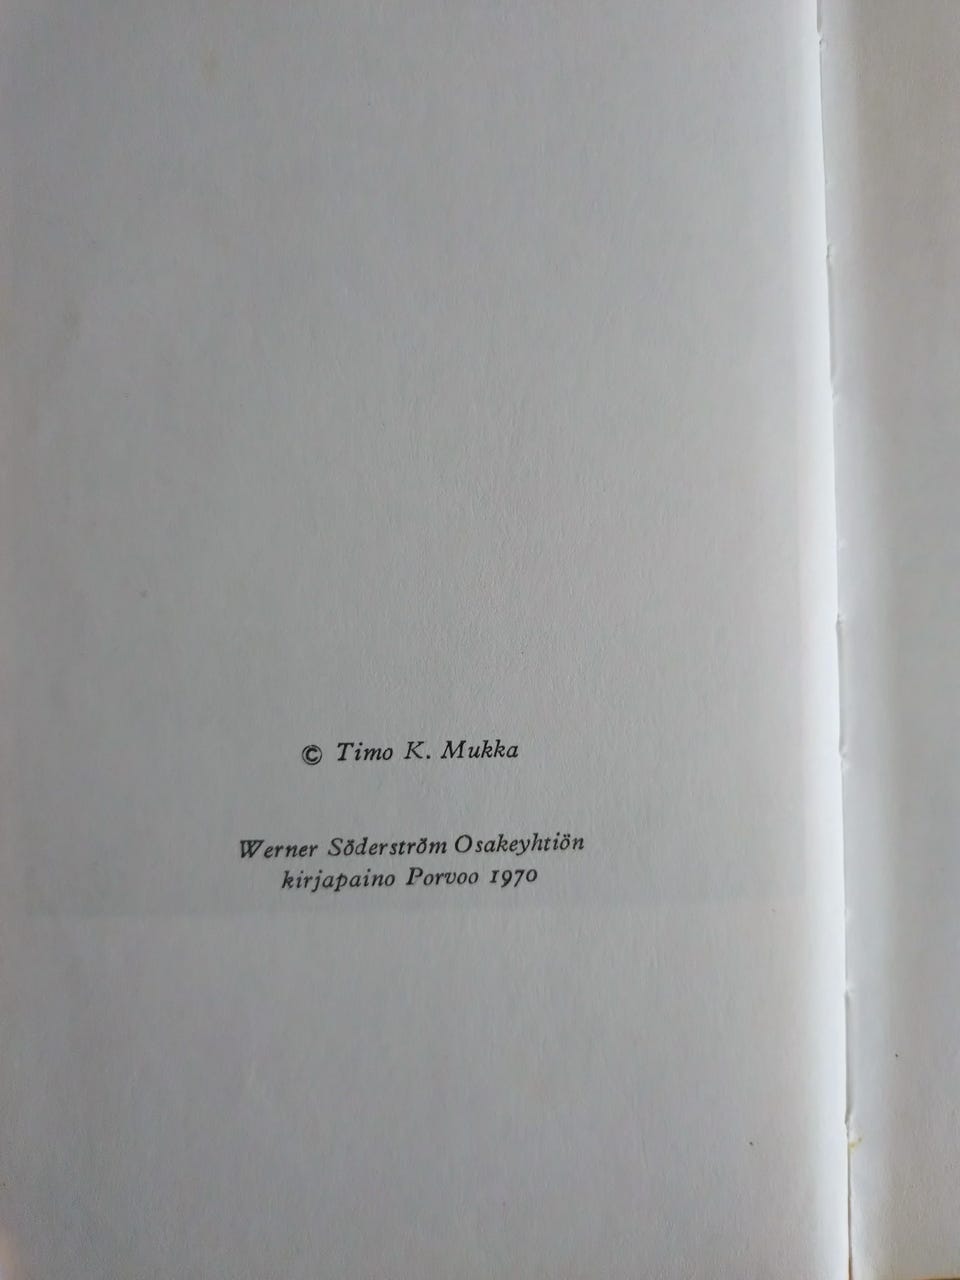 © Timo K. Mukka
Werner Söderström Osakeyhtiön
kirjapaino Porvoo 1970